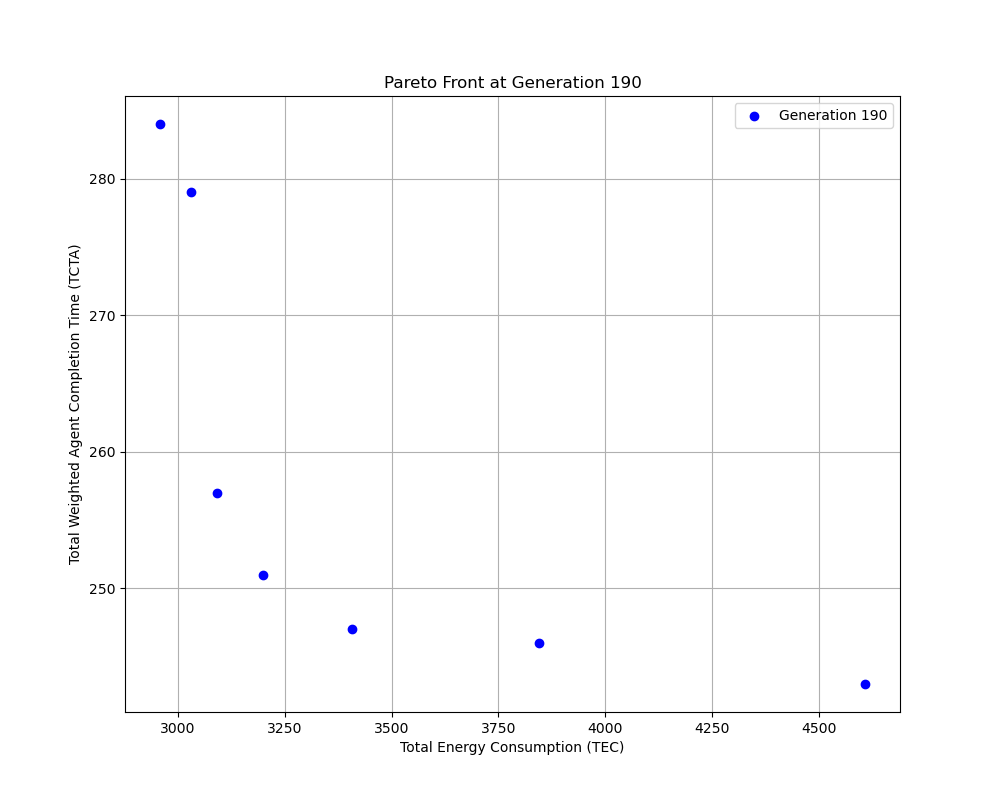 Pareto Front at Generation 190
Generation 190
Total Weighted Agent Completion Time (TCTA)
280
270
260
250
3000 3250 3500 3750 4000 4250 4500
Total Energy Consumption (TEC)